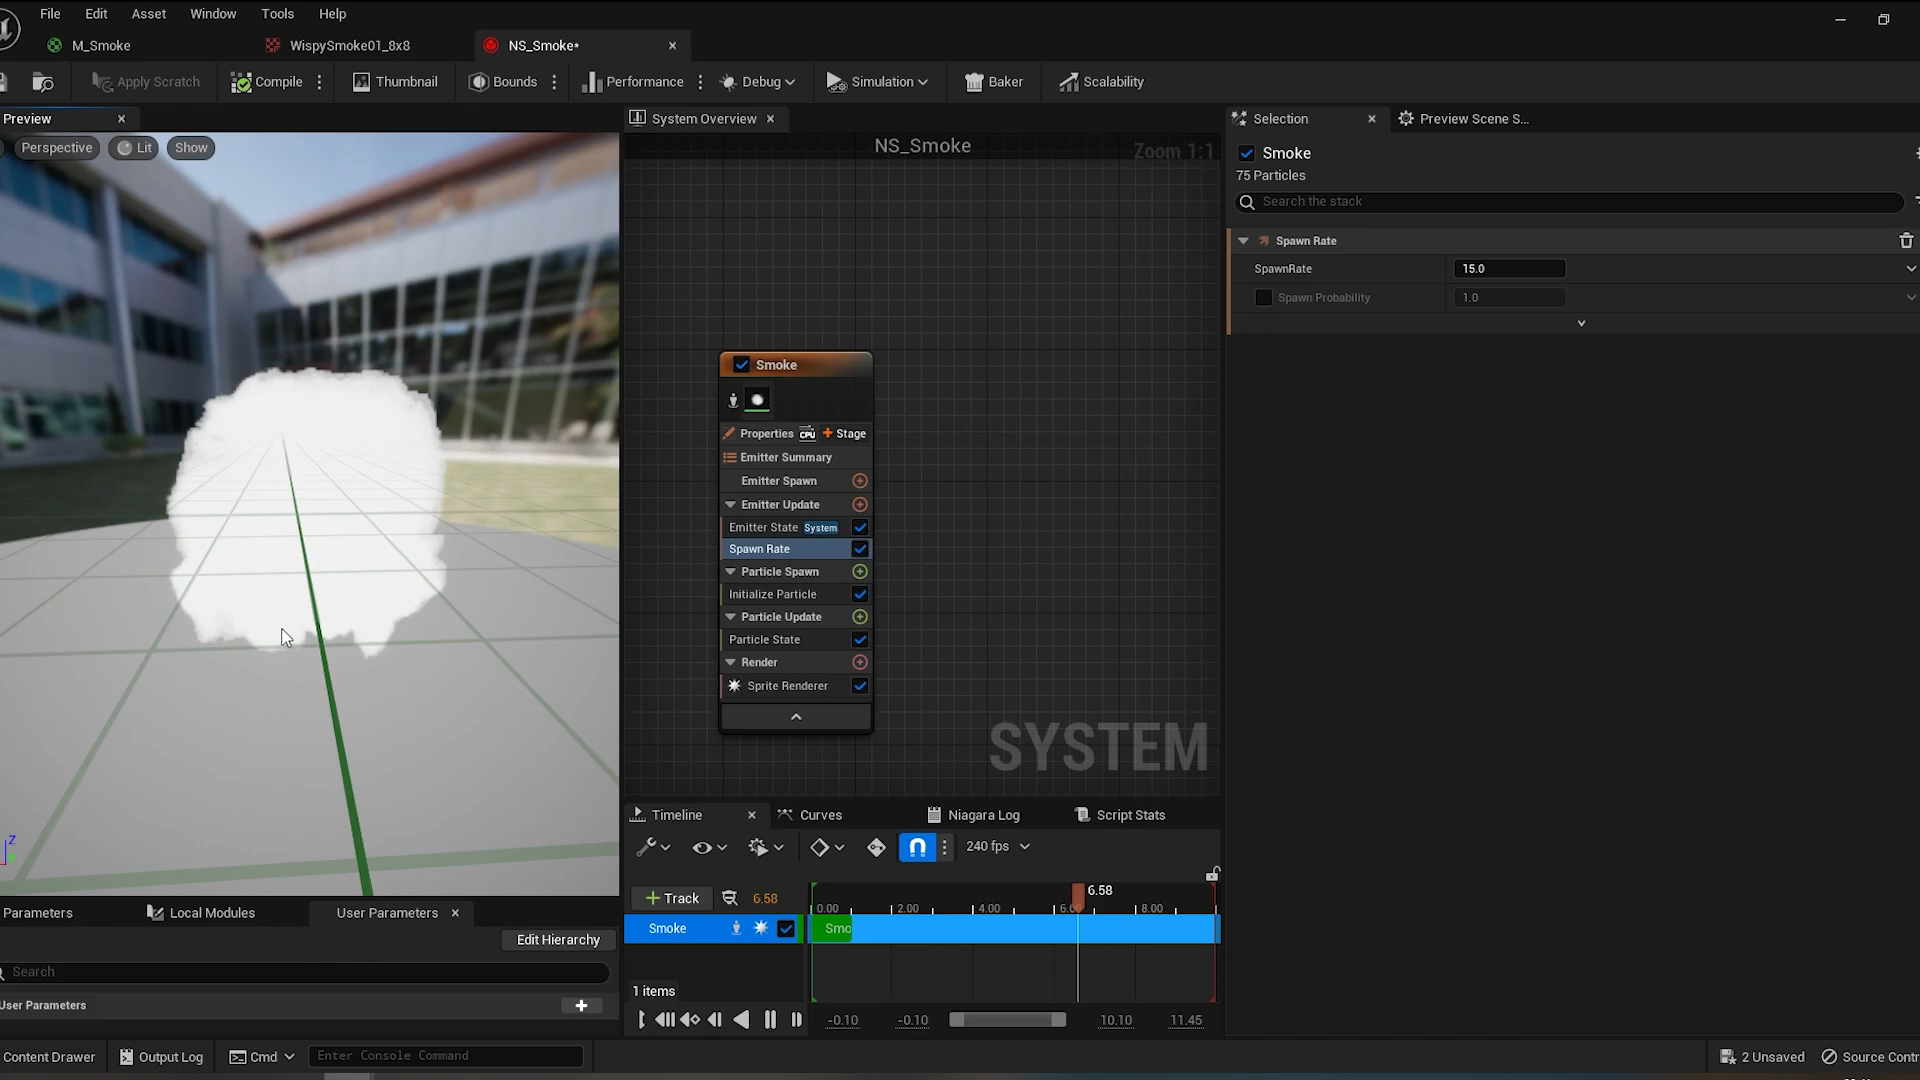 File Edit Asset Window Tools Help
M_Smoke WispySmoke01_8x8 NS_Smoke*
Apply Scratch Compile Thumbnail Bounds Performance Debug Simulation Baker Scalability
Preview
System Overview
Selection
Preview Scene S...
Perspective Lit Show
NS_Smoke
Zoom 1:1
Smoke
75 Particles
Search the stack
Spawn Rate
SpawnRate 15.0
Spawn Probability 1.0
Smoke
Properties CPU + Stage
Emitter Summary
Emitter Spawn
Emitter Update
Emitter State System
Spawn Rate
Particle Spawn
Initialize Particle
Particle Update
Particle State
Render
Sprite Renderer
SYSTEM
Z
Timeline Curves Niagara Log Script Stats
240 fps
+ Track 6.58
6.58
0.00 2.00 4.00 6.00 8.00
Smoke Smo
1 items
-0.10 -0.10 10.10 11.45
Parameters Local Modules User Parameters
Edit Hierarchy
Search
User Parameters
Content Drawer Output Log Cmd Enter Console Command
2 Unsaved Source Contr